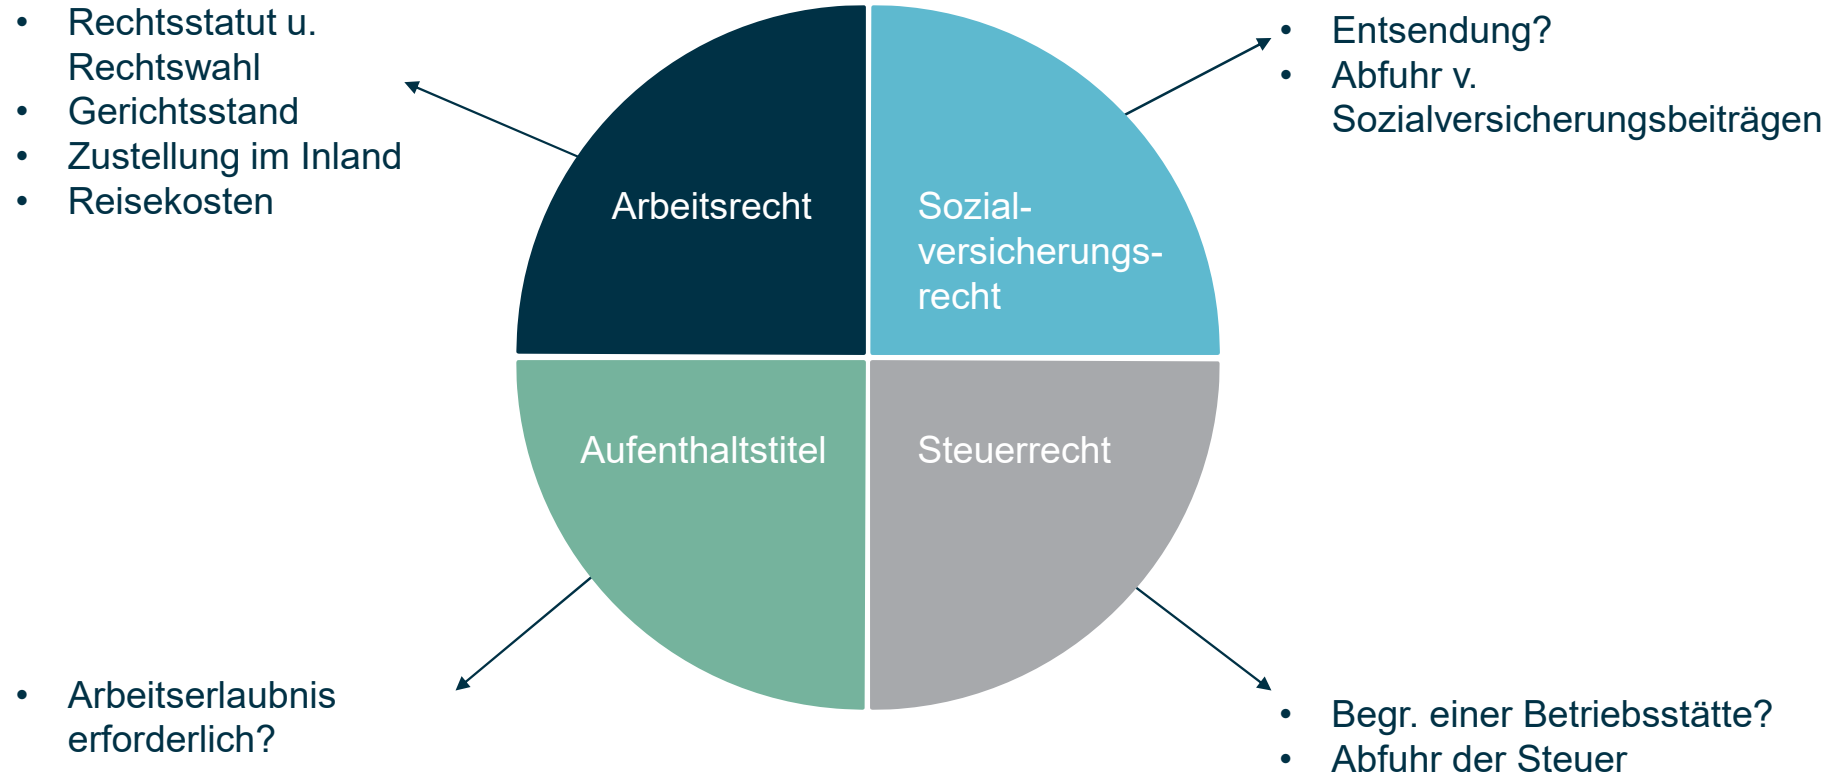 • Rechtsstatut u.
Rechtswahl
• Gerichtsstand
• Zustellung im Inland
• Reisekosten
• Entsendung?
• Abfuhr v.
Sozialversicherungsbeiträgen
Arbeitsrecht
Sozial-
versicherungs-
recht
Aufenthaltstitel
Steuerrecht
• Arbeitserlaubnis
erforderlich?
• Begr. einer Betriebsstätte?
• Abfuhr der Steuer